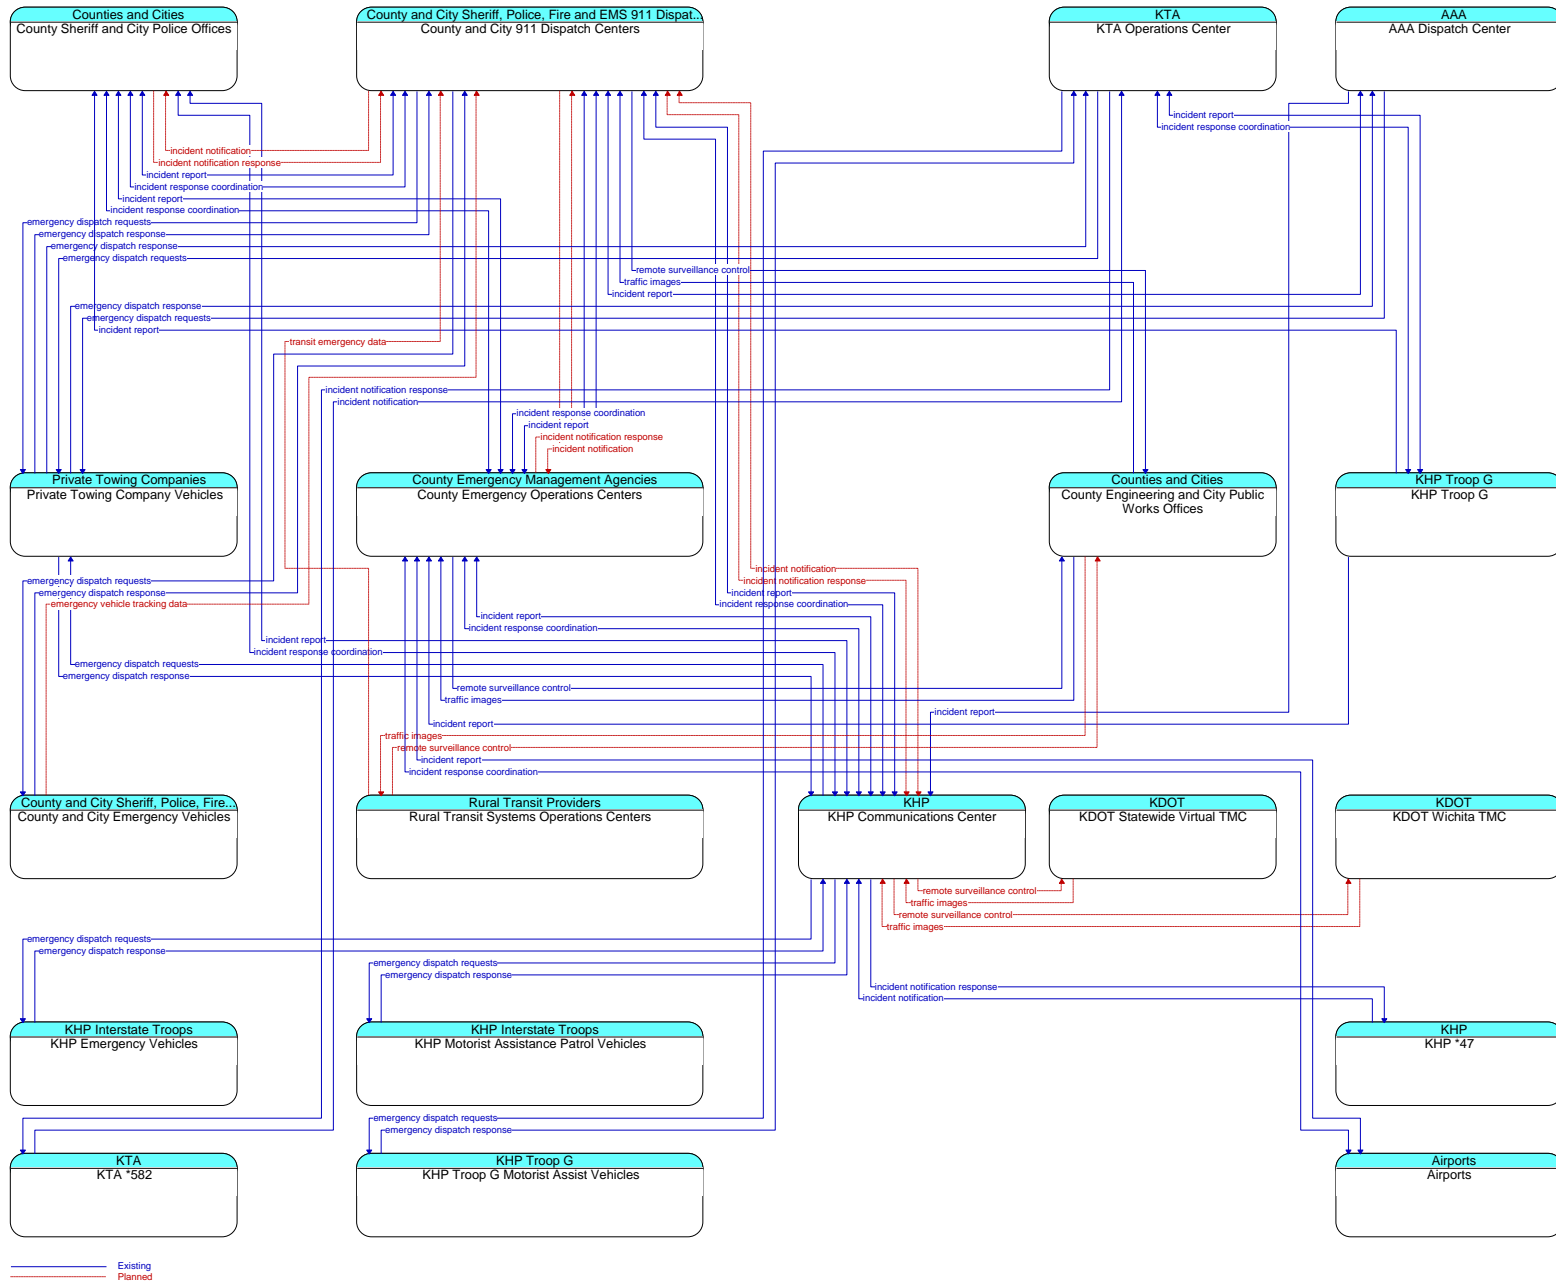 Counties and Cities
County Sheriff and City Police Offices
County and City Sheriff, Police, Fire and EMS 911 Dispat...
County and City 911 Dispatch Centers
KTA
KTA Operations Center
AAA
AAA Dispatch Center
incident report
incident response coordination
incident notification
incident notification response
incident report
incident response coordination
incident report
incident response coordination
emergency dispatch requests
emergency dispatch response
emergency dispatch response
emergency dispatch requests
remote surveillance control
traffic images
incident report
emergency dispatch response
emergency dispatch requests
incident report
transit emergency data
incident notification response
incident notification
incident response coordination
incident report
incident notification response
incident notification
Private Towing Companies
Private Towing Company Vehicles
County Emergency Management Agencies
County Emergency Operations Centers
Counties and Cities
County Engineering and City Public
Works Offices
KHP Troop G
KHP Troop G
incident notification
incident notification response
incident report
incident response coordination
emergency dispatch requests
emergency dispatch response
emergency vehicle tracking data
incident report
incident response coordination
incident report
incident response coordination
emergency dispatch requests
emergency dispatch response
remote surveillance control
traffic images
incident report
incident report
traffic images
remote surveillance control
incident report
incident response coordination
County and City Sheriff, Police, Fire...
County and City Emergency Vehicles
Rural Transit Providers
Rural Transit Systems Operations Centers
KHP
KHP Communications Center
KDOT
KDOT Statewide Virtual TMC
KDOT
KDOT Wichita TMC
remote surveillance control
traffic images
remote surveillance control
traffic images
emergency dispatch requests
emergency dispatch response
emergency dispatch requests
emergency dispatch response
incident notification response
incident notification
KHP Interstate Troops
KHP Emergency Vehicles
KHP Interstate Troops
KHP Motorist Assistance Patrol Vehicles
KHP
KHP *47
emergency dispatch requests
emergency dispatch response
KTA
KTA *582
KHP Troop G
KHP Troop G Motorist Assist Vehicles
Airports
Airports
Existing
Planned